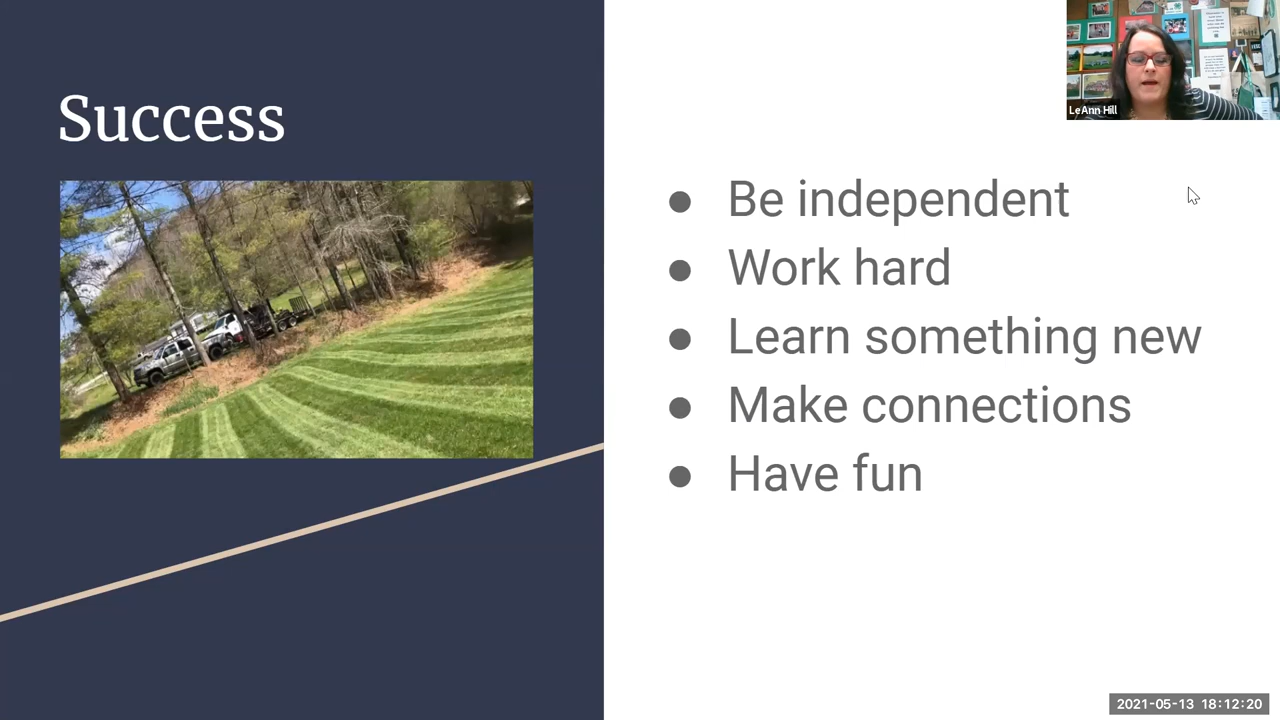 Success
LeAnn Hill
Be independent
Work hard
Learn something new
Make connections
Have fun
2021-05-13 18:12:20